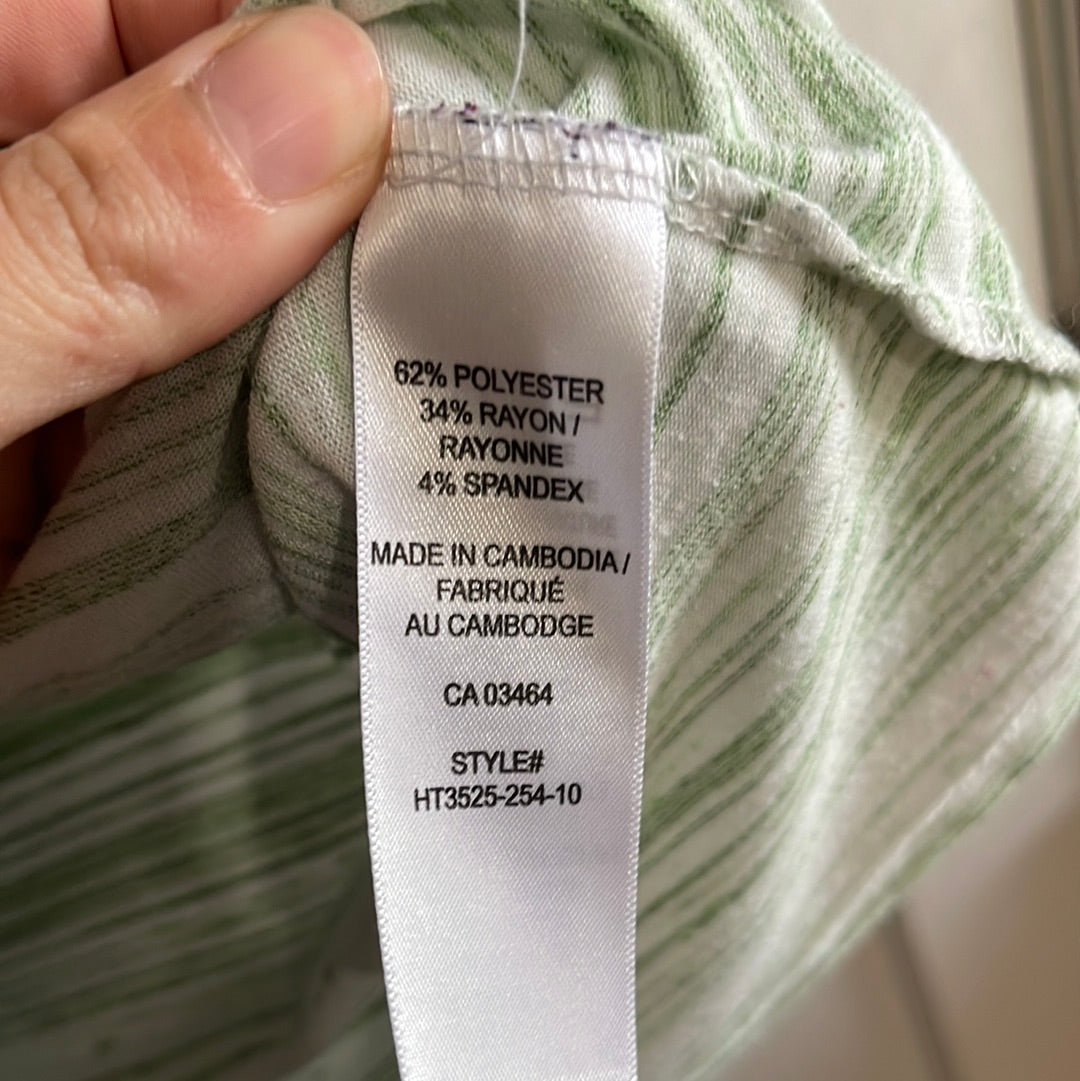 62% POLYESTER
34% RAYON /
RAYONNE
4% SPANDEX
MADE IN CAMBODIA /
FABRIQUÉ
AU CAMBODGE
CA 03464
STYLE#
HT3525-254-10